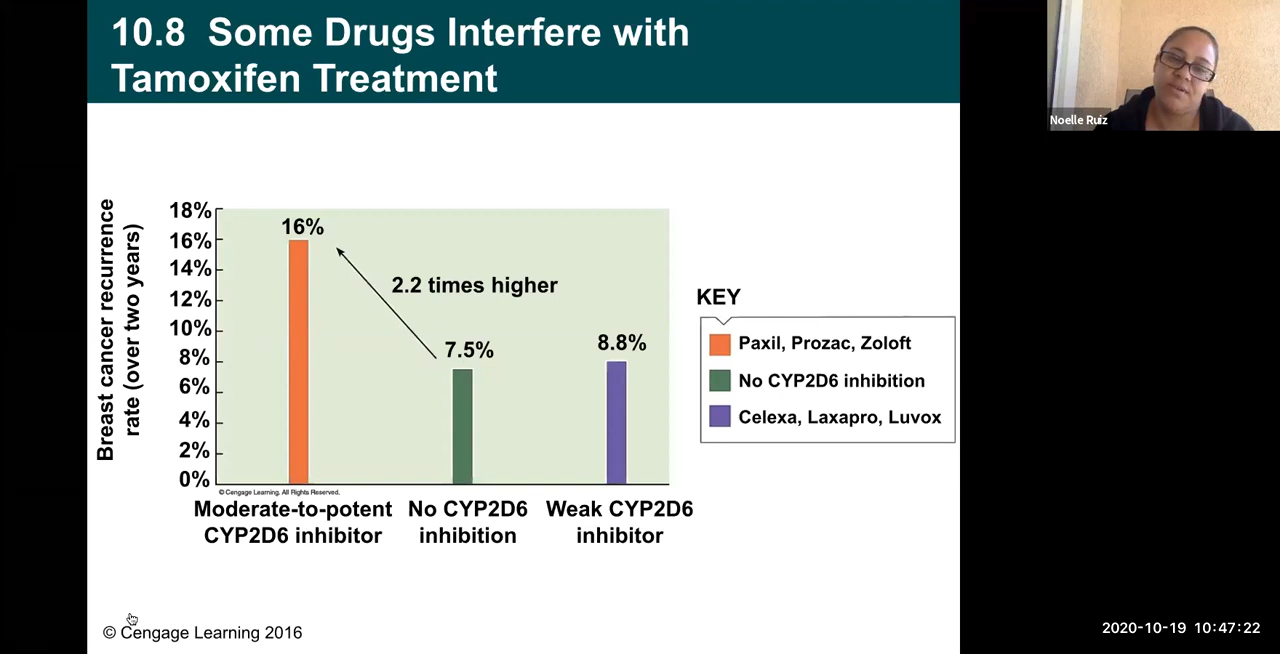 10.8 Some Drugs Interfere with
Tamoxifen Treatment
Noelle Ruiz
Breast cancer recurrence
rate (over two years)
18%
16%
14%
12%
10%
8%
6%
4%
2%
0%
16%
2.2 times higher
7.5%
8.8%
KEY
Paxil, Prozac, Zoloft
No CYP2D6 inhibition
Celexa, Laxapro, Luvox
© Cengage Learning. All Rights Reserved.
Moderate-to-potent
CYP2D6 inhibitor
No CYP2D6
inhibition
Weak CYP2D6
inhibitor
© Cengage Learning 2016
2020-10-19 10:47:22